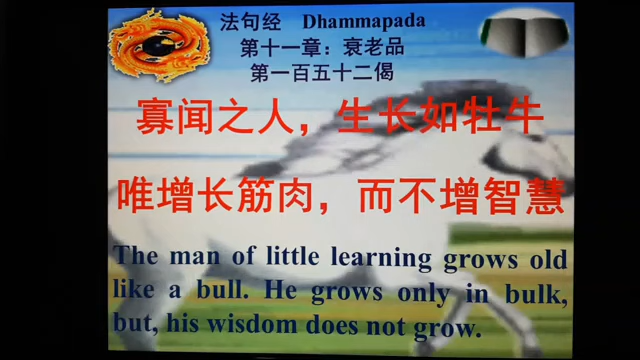 法句经 Dhammapada
第十一章：衰老品
第一百五十二偈
寡闻之人，生长如牡牛
唯增长筋肉，而不增智慧
The man of little learning grows old
like a bull. He grows only in bulk,
but, his wisdom does not grow.